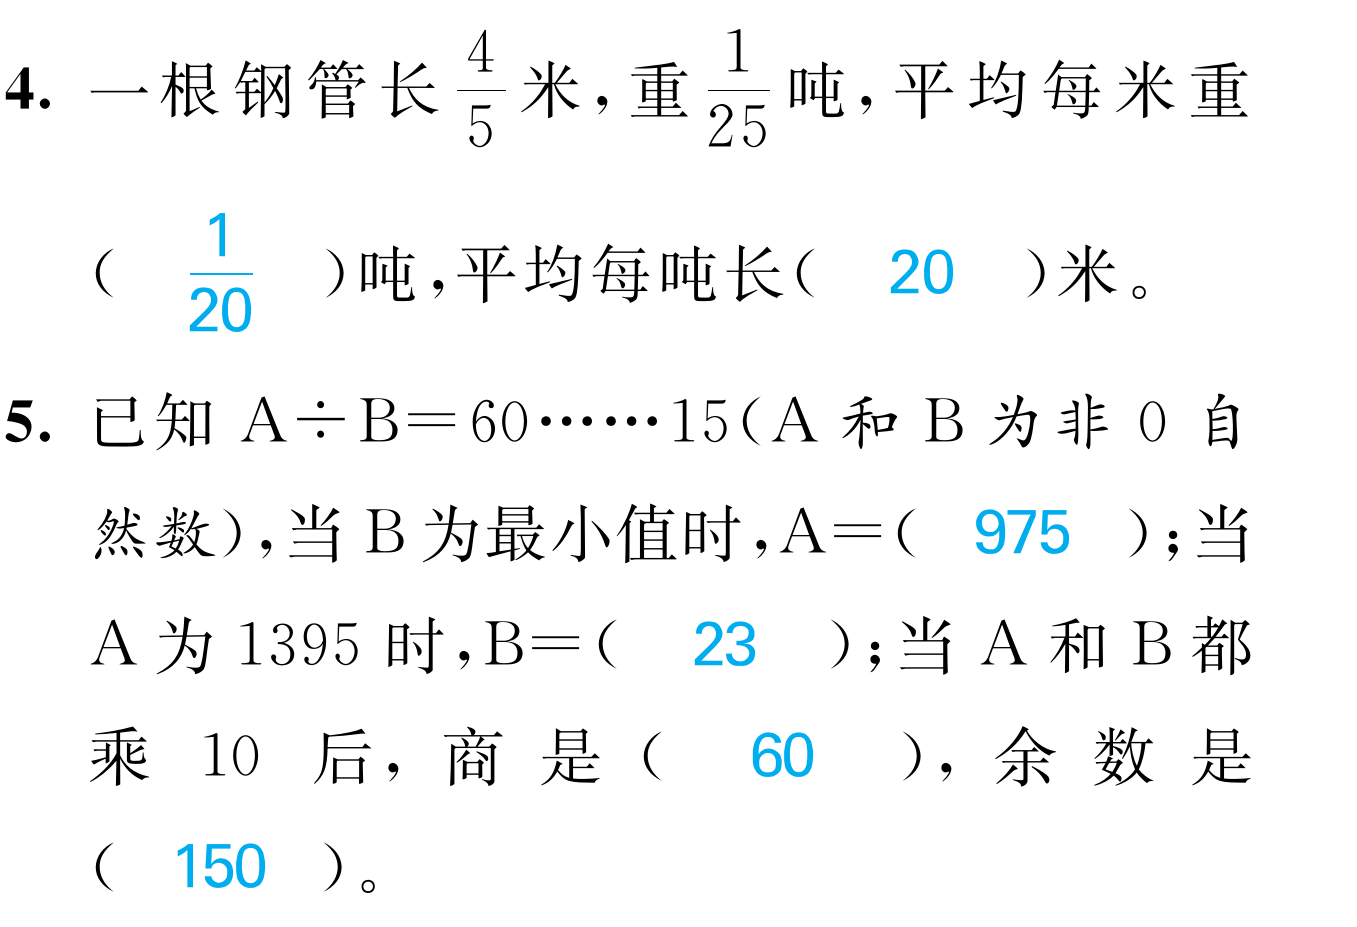 4. 一根钢管长4/5米,重1/25吨,平均每米重
( 1/20 )吨,平均每吨长( 20 )米。
5. 已知 A÷B=60……15(A 和 B 为非 0 自
然数),当 B 为最小值时,A=( 975 );当
A 为 1395 时,B=( 23 );当 A 和 B 都
乘 10 后,商是( 60 ),余数是
( 150 )。